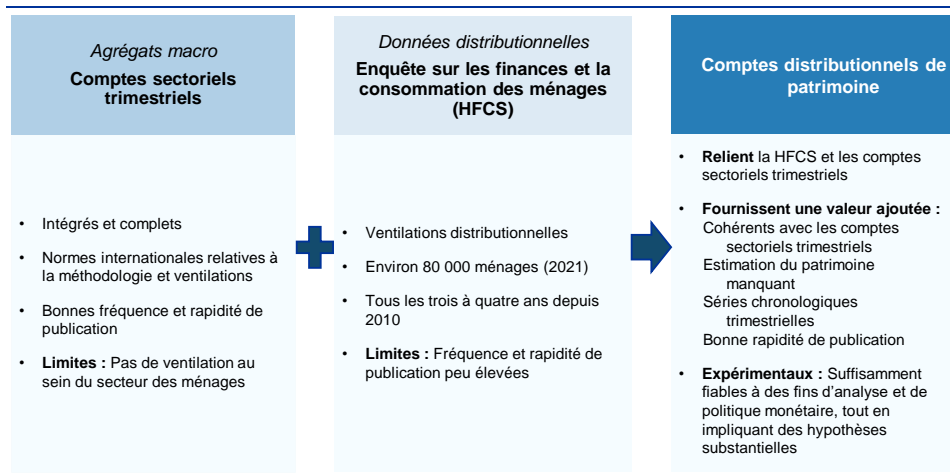 Agrégats macro
Comptes sectoriels
trimestriels
• Intégrés et complets
• Normes internationales relatives à
la méthodologie et ventilations
• Bonnes fréquence et rapidité de
publication
• Limites : Pas de ventilation au
sein du secteur des ménages
Données distributionnelles
Enquête sur les finances et la
consommation des ménages
(HFCS)
• Ventilations distributionnelles
• Environ 80 000 ménages (2021)
• Tous les trois à quatre ans depuis
2010
• Limites : Fréquence et rapidité de
publication peu élevées
Comptes distributionnels de
patrimoine
• Relient la HFCS et les comptes
sectoriels trimestriels
• Fournissent une valeur ajoutée :
Cohérents avec les comptes
sectoriels trimestriels
Estimation du patrimoine
manquant
Séries chronologiques
trimestrielles
Bonne rapidité de publication
• Expérimentaux : Suffisamment
fiables à des fins d’analyse et de
politique monétaire, tout en
impliquant des hypothèses
substantielles